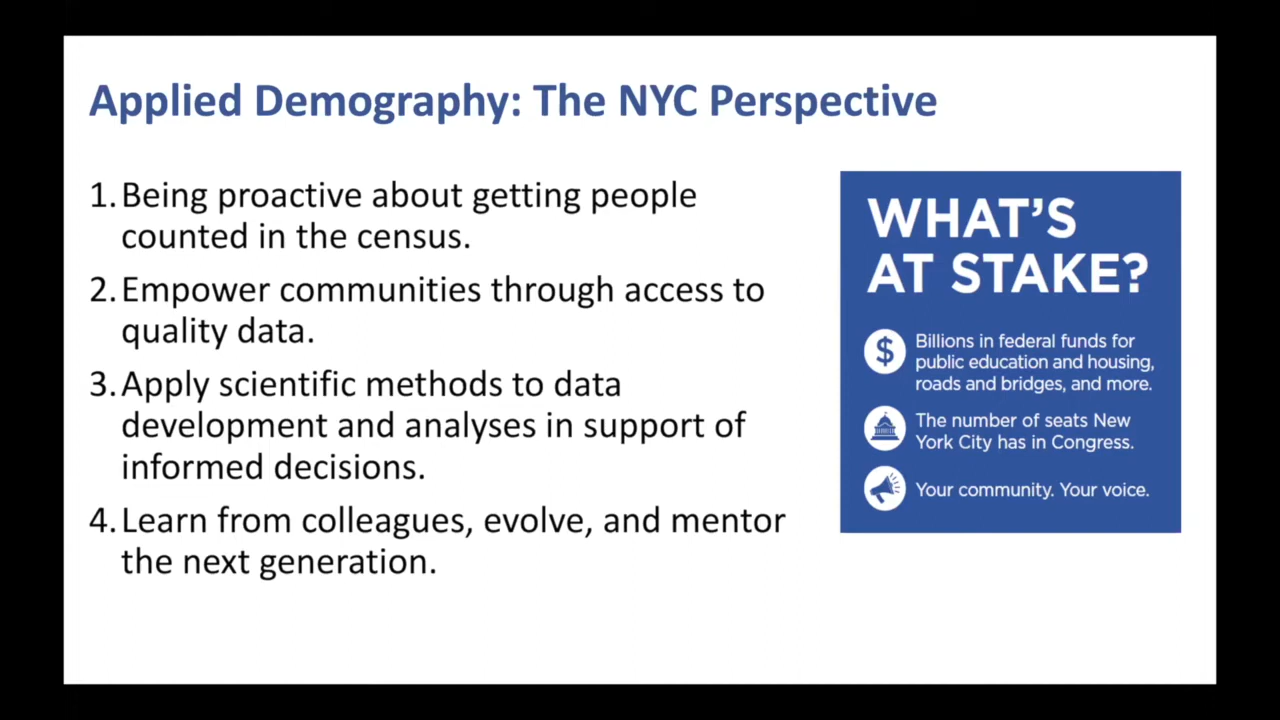 Applied Demography: The NYC Perspective
1. Being proactive about getting people
counted in the census.
2. Empower communities through access to
quality data.
3. Apply scientific methods to data
development and analyses in support of
informed decisions.
4. Learn from colleagues, evolve, and mentor
the next generation.
WHAT'S
AT STAKE?
$
Billions in federal funds for
public education and housing,
roads and bridges, and more.
The number of seats New
York City has in Congress.
Your community. Your voice.